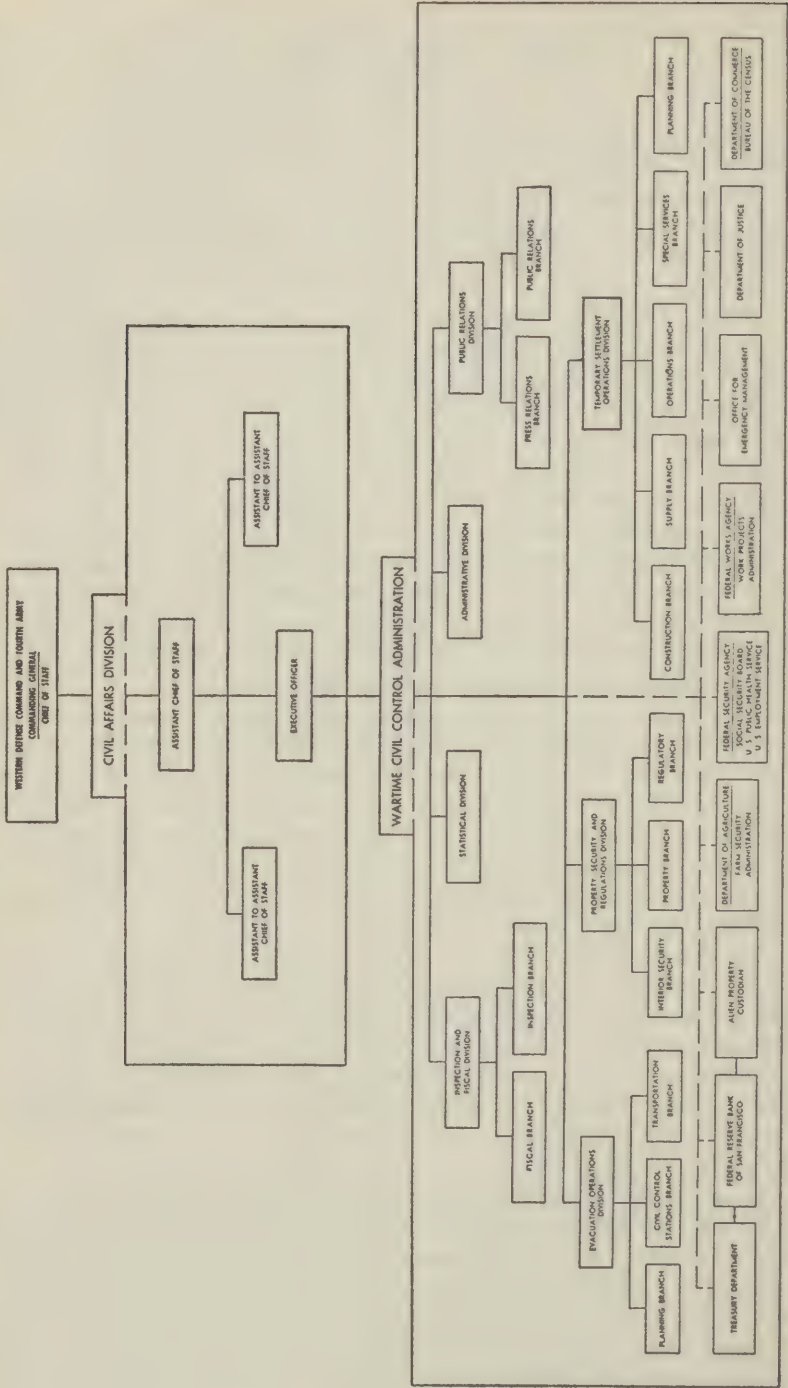 WESTERN DEFENSE COMMAND AND FOURTH ARMY
COMMANDING GENERAL
CHIEF OF STAFF
CIVIL AFFAIRS DIVISION
ASSISTANT CHIEF OF STAFF
ASSISTANT TO ASSISTANT
CHIEF OF STAFF
ASSISTANT TO ASSISTANT
CHIEF OF STAFF
EXECUTIVE OFFICER
WARTIME CIVIL CONTROL ADMINISTRATION
INSPECTION AND
FISCAL DIVISION
STATISTICAL DIVISION
ADMINISTRATIVE DIVISION
PUBLIC RELATIONS
DIVISION
FISCAL BRANCH
INSPECTION BRANCH
PRESS RELATIONS
BRANCH
PUBLIC RELATIONS
BRANCH
EVACUATION OPERATIONS
DIVISION
PROPERTY SECURITY AND
REGULATIONS DIVISION
TEMPORARY SETTLEMENT
OPERATIONS DIVISION
PLANNING BRANCH
CIVIL CONTROL
STATIONS BRANCH
TRANSPORTATION
BRANCH
INTERIOR SECURITY
BRANCH
PROPERTY BRANCH
REGULATORY
BRANCH
CONSTRUCTION BRANCH
SUPPLY BRANCH
OPERATIONS BRANCH
SPECIAL SERVICES
BRANCH
PLANNING BRANCH
TREASURY DEPARTMENT
FEDERAL RESERVE BANK
OF SAN FRANCISCO
ALIEN PROPERTY
CUSTODIAN
DEPARTMENT OF AGRICULTURE
FARM SECURITY
ADMINISTRATION
FEDERAL SECURITY AGENCY
SOCIAL SECURITY BOARD
U S PUBLIC HEALTH SERVICE
U S EMPLOYMENT SERVICE
FEDERAL WORKS AGENCY
WORK PROJECTS
ADMINISTRATION
OFFICE FOR
EMERGENCY MANAGEMENT
DEPARTMENT OF JUSTICE
DEPARTMENT OF COMMERCE
BUREAU OF THE CENSUS